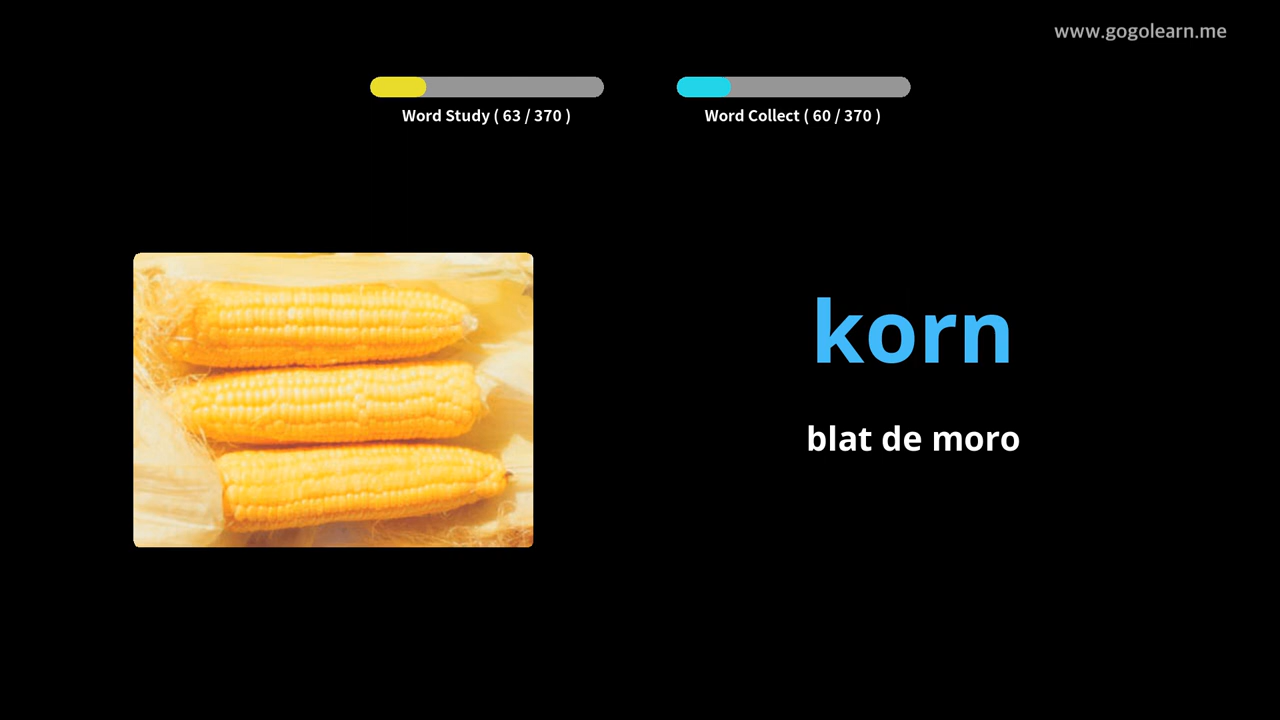 www.gogolearn.me
Word Study ( 63 / 370 )
Word Collect ( 60 / 370 )
korn
blat de moro